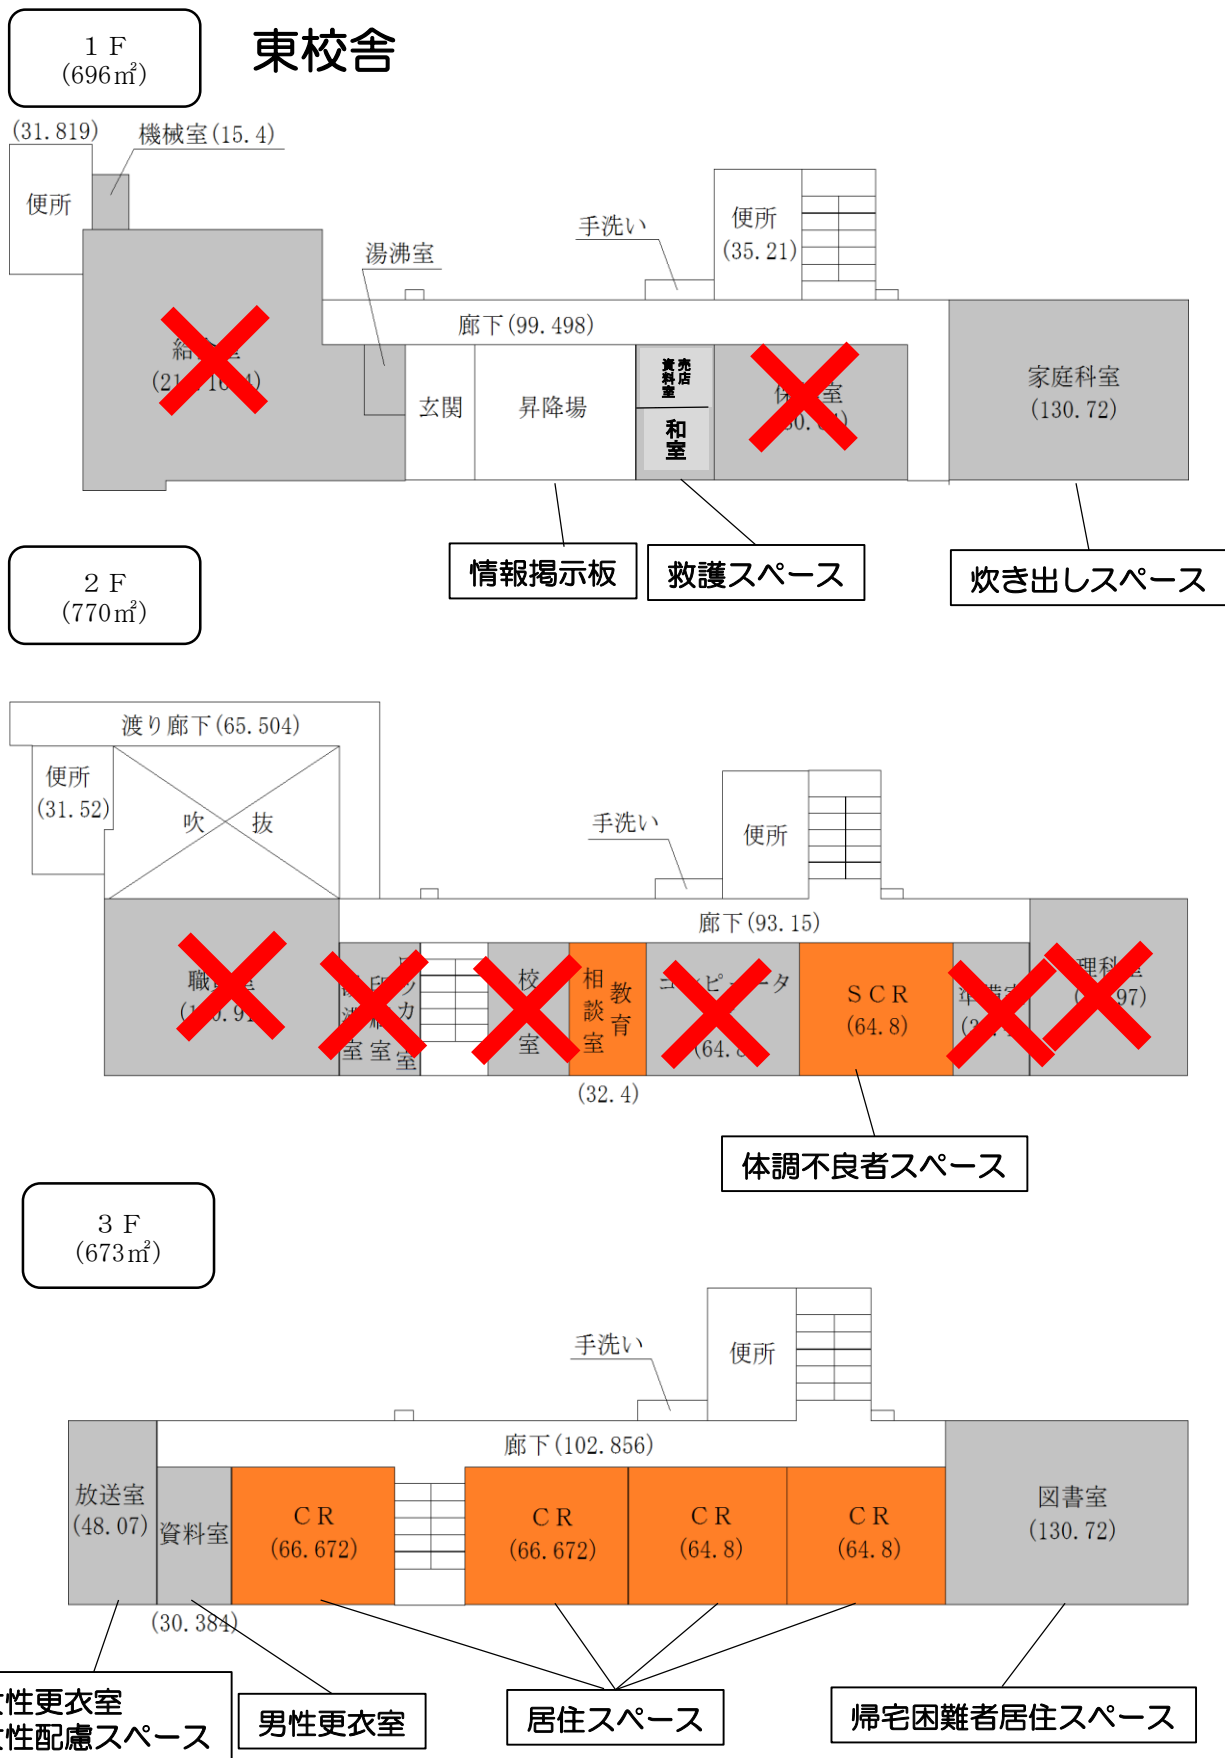 １Ｆ
(696㎡)
東校舎
(31.819)
機械室(15.4)
便所
湯沸室
手洗い
便所
(35.21)
廊下(99.498)
玄関
昇降場
売店
資料室
和室
家庭科室
(130.72)
情報掲示板
救護スペース
炊き出しスペース
２Ｆ
(770㎡)
渡り廊下(65.504)
便所
(31.52)
吹抜
手洗い
便所
廊下(93.15)
教育
相談室
(32.4)
ＳＣＲ
(64.8)
体調不良者スペース
３Ｆ
(673㎡)
手洗い
便所
廊下(102.856)
放送室
(48.07)
資料室
(30.384)
ＣＲ
(66.672)
ＣＲ
(66.672)
ＣＲ
(64.8)
ＣＲ
(64.8)
図書室
(130.72)
性更衣室
性配慮スペース
男性更衣室
居住スペース
帰宅困難者居住スペース